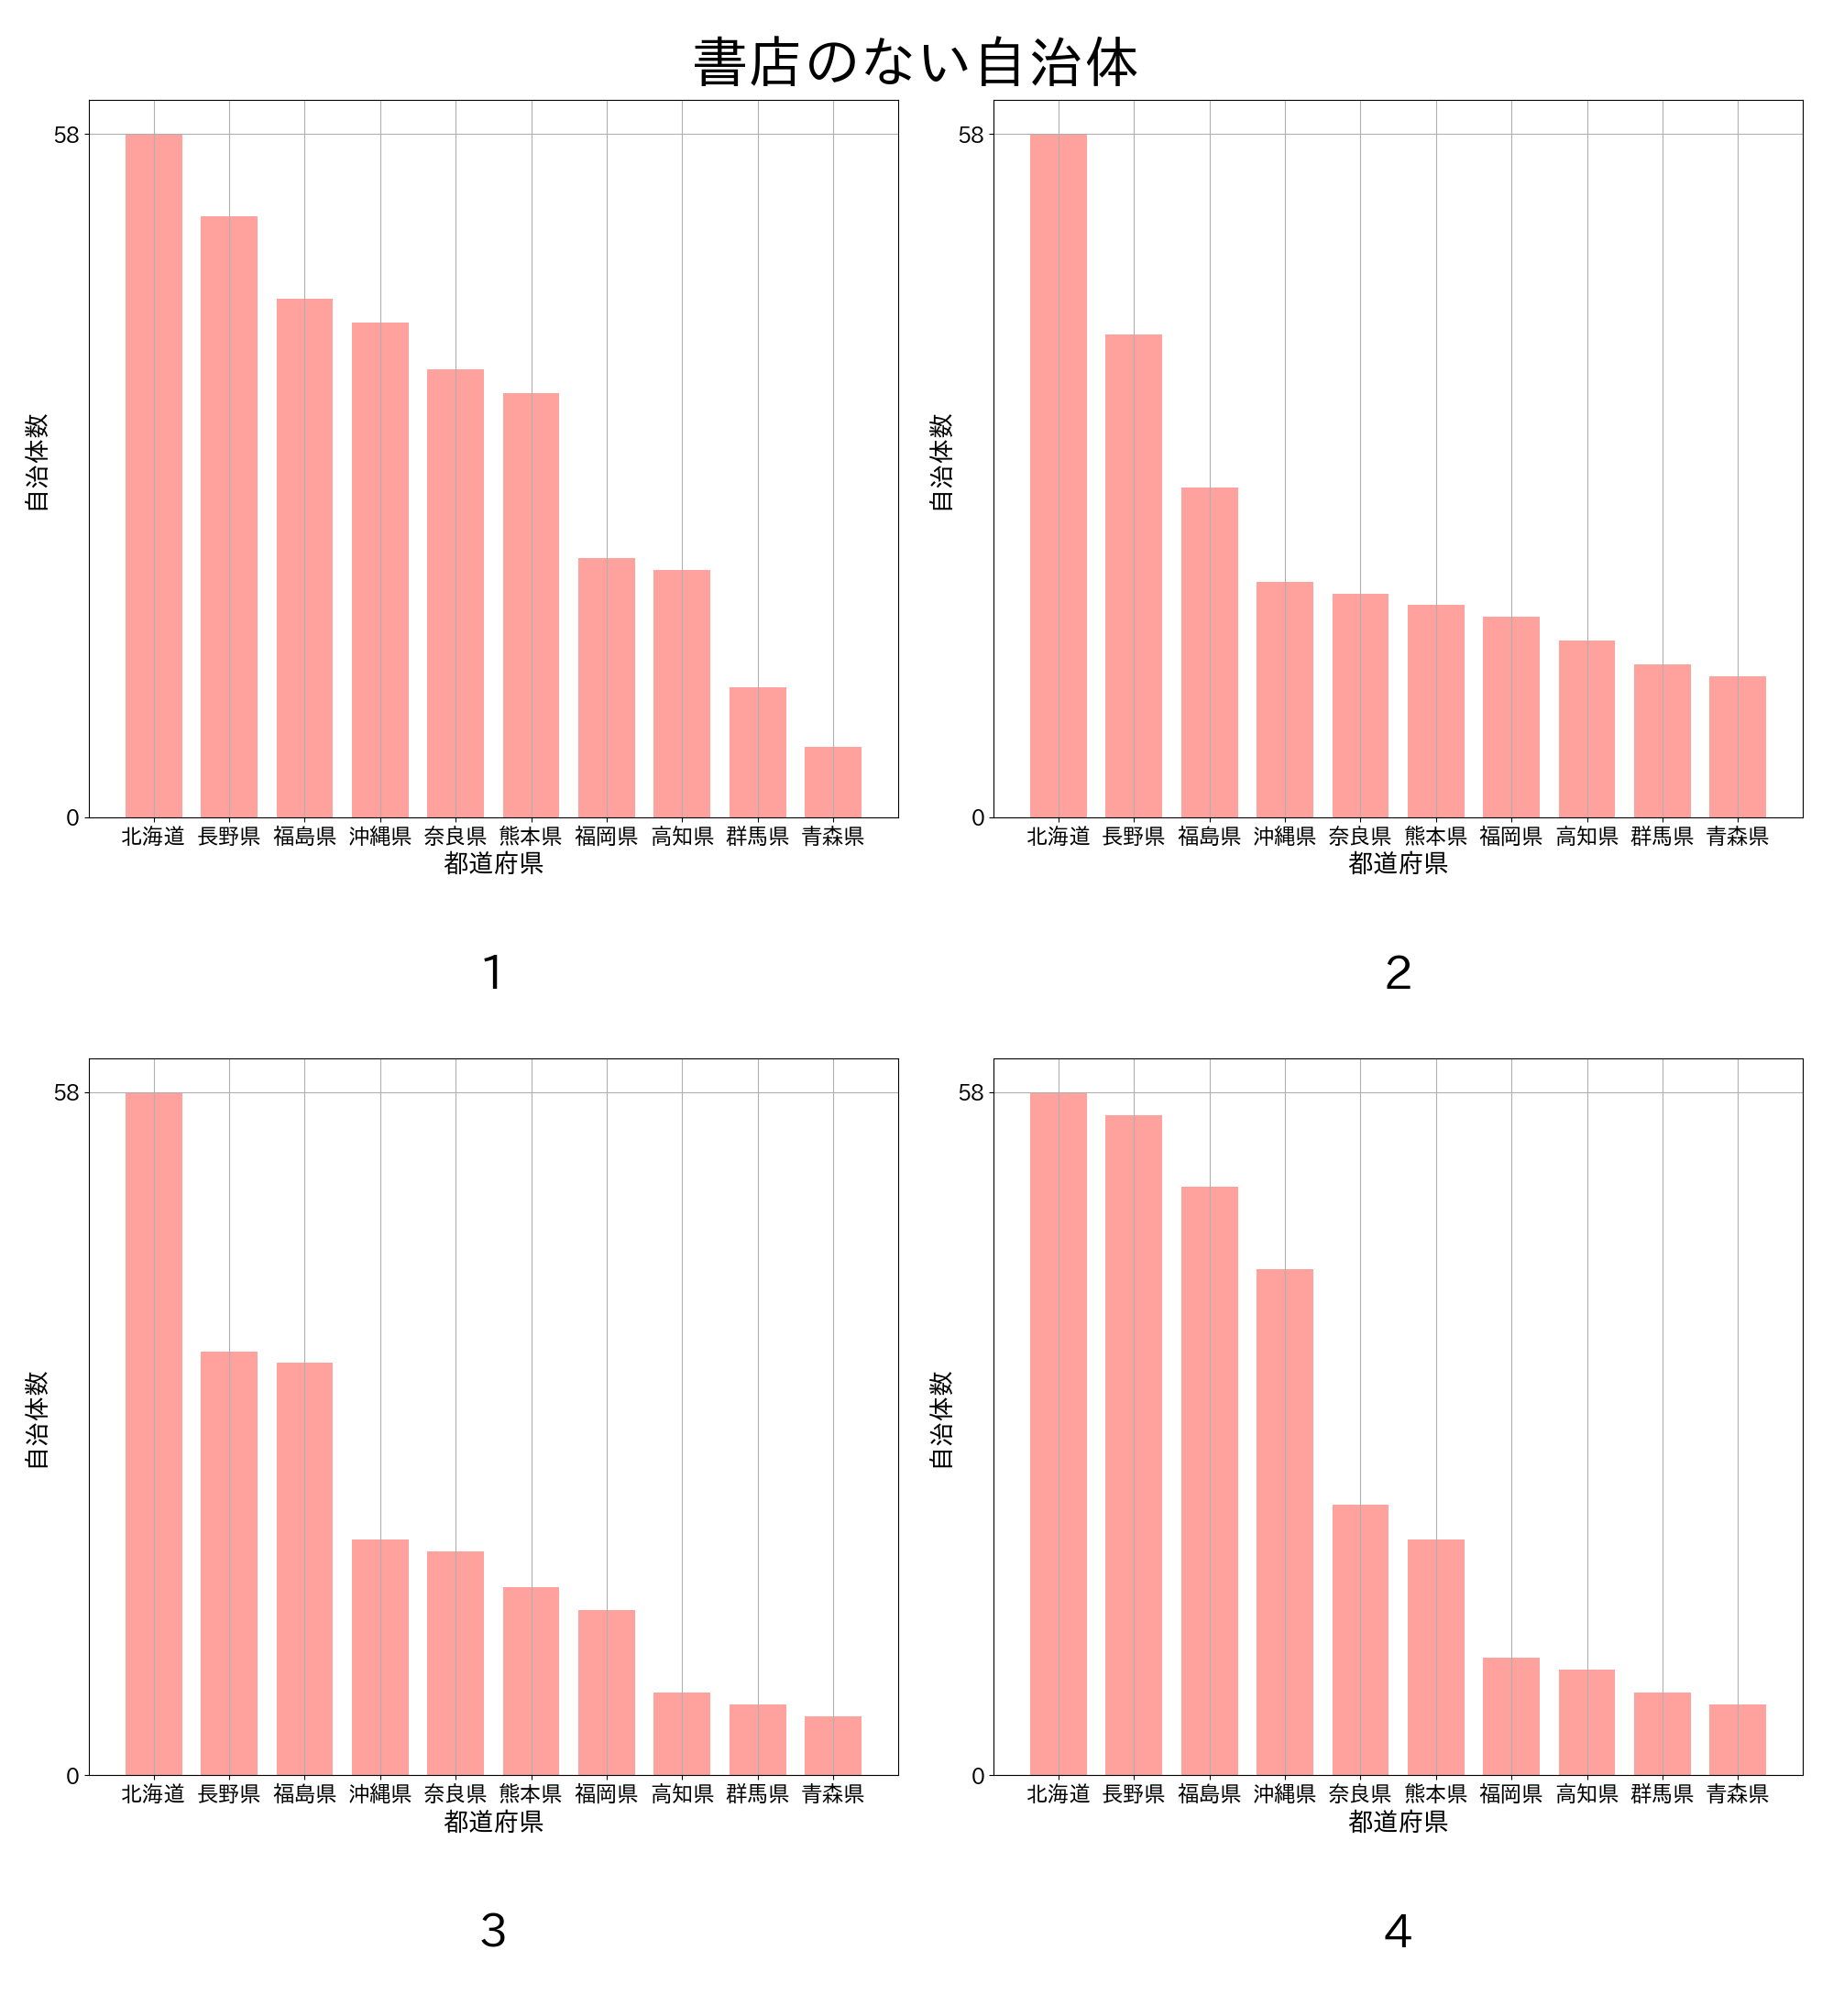 書店のない自治体
58
0
自治体数
北海道 長野県 福島県 沖縄県 奈良県 熊本県 福岡県 高知県 群馬県 青森県
都道府県
1
58
0
自治体数
北海道 長野県 福島県 沖縄県 奈良県 熊本県 福岡県 高知県 群馬県 青森県
都道府県
2
58
0
自治体数
北海道 長野県 福島県 沖縄県 奈良県 熊本県 福岡県 高知県 群馬県 青森県
都道府県
3
58
0
自治体数
北海道 長野県 福島県 沖縄県 奈良県 熊本県 福岡県 高知県 群馬県 青森県
都道府県
4